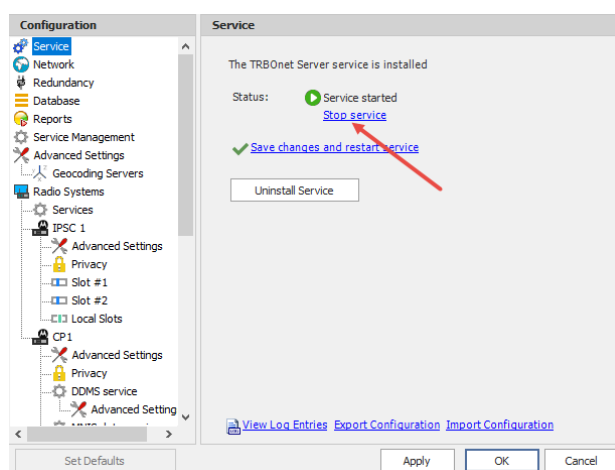 Configuration
Service
Network
Redundancy
Database
Reports
Service Management
Advanced Settings
Geocoding Servers
Radio Systems
Services
IPSC 1
Advanced Settings
Privacy
Slot #1
Slot #2
Local Slots
CP1
Advanced Settings
Privacy
DDMS service
Advanced Setting
Set Defaults
Service
The TRBOnet Server service is installed
Status: Service started
Stop service
Save changes and restart service
Uninstall Service
View Log Entries Export Configuration Import Configuration
Apply OK Cancel